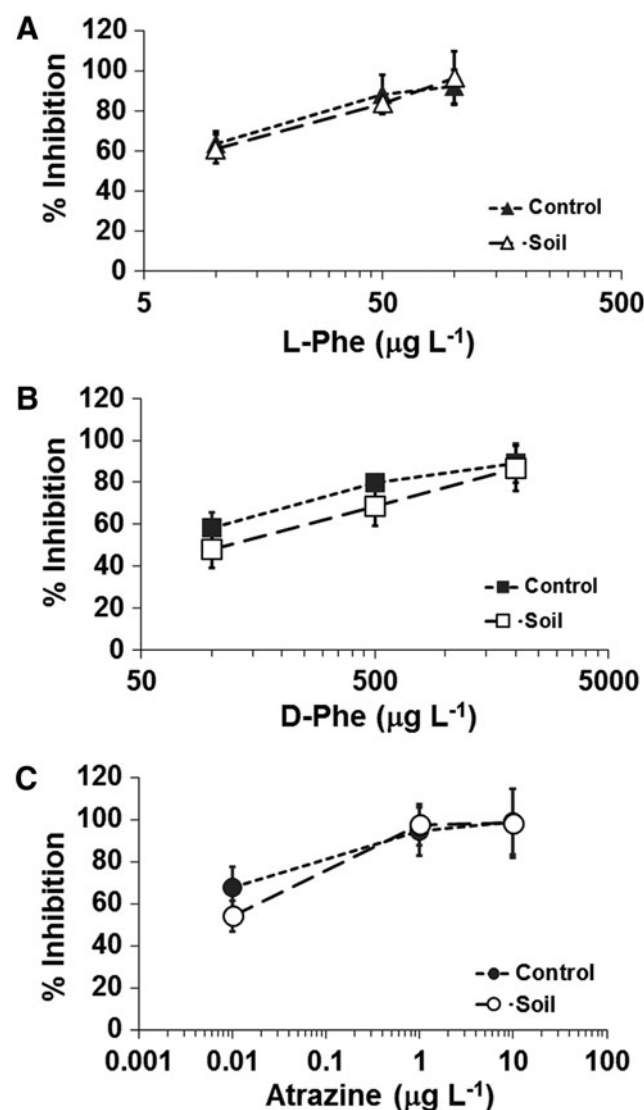 A
% Inhibition
120
100
80
60
40
20
0
Control
Soil
5
50
500
L-Phe (μg L⁻¹)
B
% Inhibition
120
100
80
60
40
20
0
Control
Soil
50
500
5000
D-Phe (μg L⁻¹)
C
% Inhibition
120
100
80
60
40
20
0
Control
Soil
0.001
0.01
0.1
1
10
100
Atrazine (μg L⁻¹)